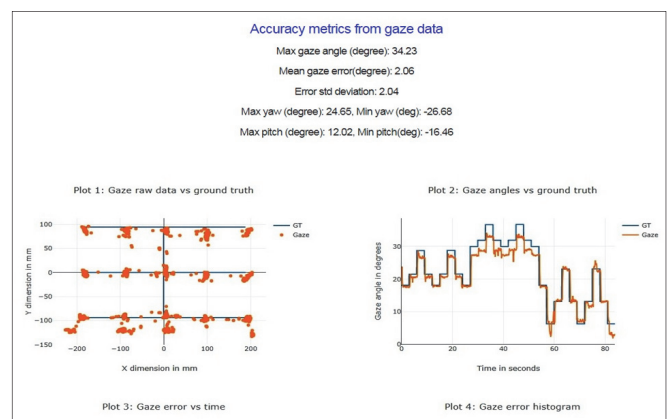 Accuracy metrics from gaze data
Max gaze angle (degree): 34.23
Mean gaze error(degree): 2.06
Error std deviation: 2.04
Max yaw (degree): 24.65, Min yaw (deg): -26.68
Max pitch (degree): 12.02, Min pitch(deg): -16.46
Plot 1: Gaze raw data vs ground truth
GT
Gaze
100
50
0
−50
−100
−150
Y dimension in mm
−200
−100
0
100
200
X dimension in mm
Plot 2: Gaze angles vs ground truth
GT
Gaze
30
20
10
0
Gaze angle in degrees
0
20
40
60
80
Time in seconds
Plot 3: Gaze error vs time
Plot 4: Gaze error histogram